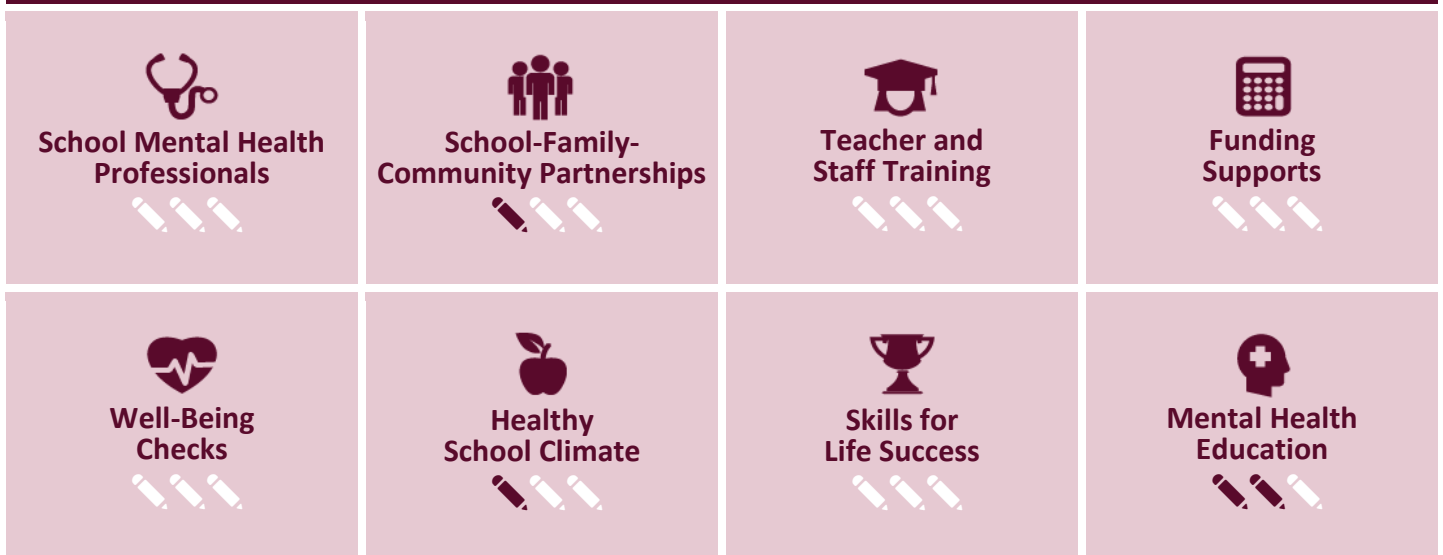 School Mental Health
Professionals
School-Family-
Community Partnerships
Teacher and
Staff Training
Funding
Supports
Well-Being
Checks
Healthy
School Climate
Skills for
Life Success
Mental Health
Education